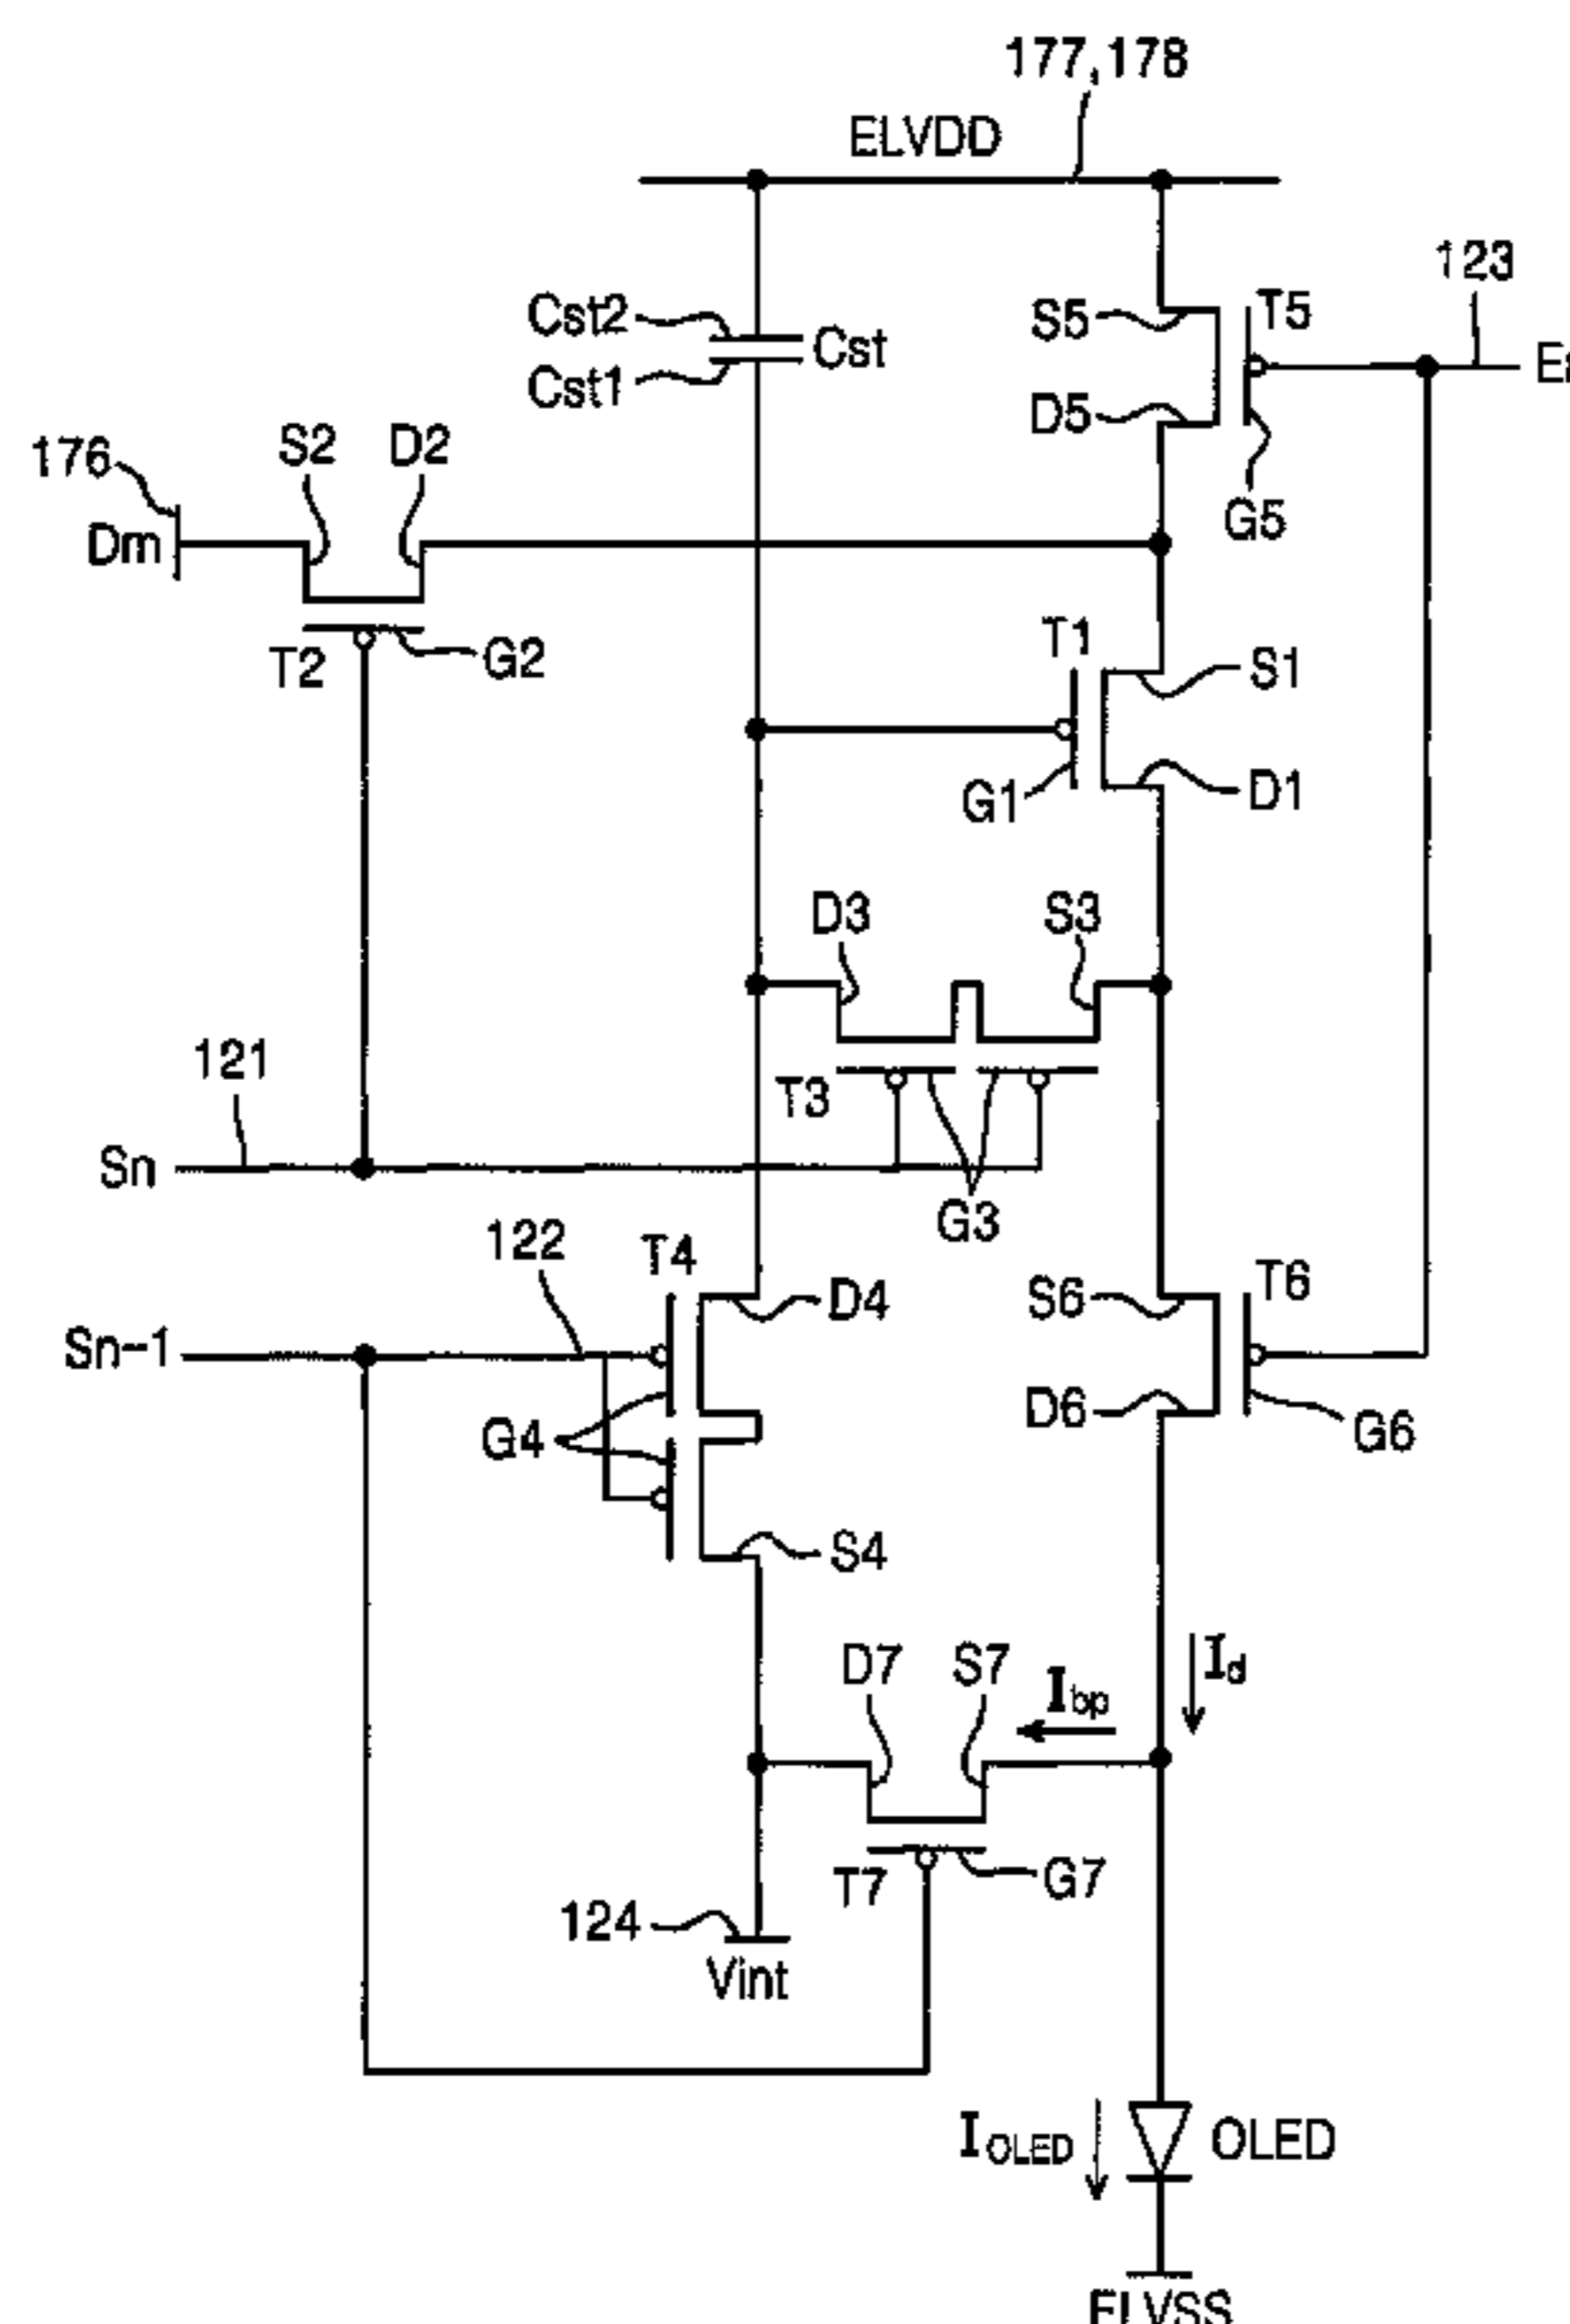 177,178
ELVDD
123
Cst2
Cst
Cst1
S5
T5
D5
G5
176
S2
D2
Dm
T2
G2
T1
S1
G1
D1
D3
S3
121
T3
Sn
G3
122
T4
D4
S6
T6
Sn-1
G4
D6
G6
S4
D7
S7
Ibp
Id
T7
G7
124
Vint
IOLED
OLED
ELVSS